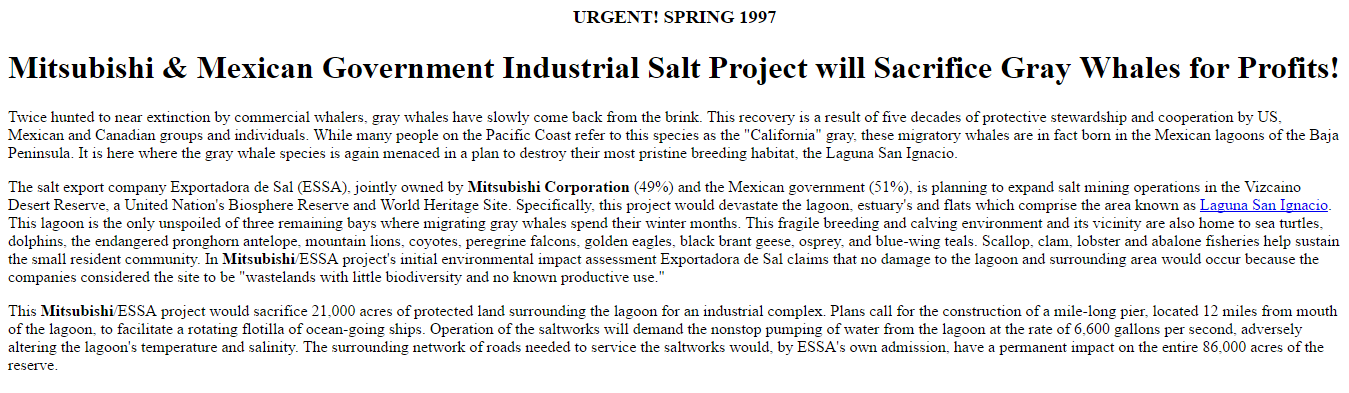 URGENT! SPRING 1997
Mitsubishi & Mexican Government Industrial Salt Project will Sacrifice Gray Whales for Profits!
Twice hunted to near extinction by commercial whalers, gray whales have slowly come back from the brink. This recovery is a result of five decades of protective stewardship and cooperation by US,
Mexican and Canadian groups and individuals. While many people on the Pacific Coast refer to this species as the "California" gray, these migratory whales are in fact born in the Mexican lagoons of the Baja
Peninsula. It is here where the gray whale species is again menaced in a plan to destroy their most pristine breeding habitat, the Laguna San Ignacio.
The salt export company Exportadora de Sal (ESSA), jointly owned by Mitsubishi Corporation (49%) and the Mexican government (51%), is planning to expand salt mining operations in the Vizcaino
Desert Reserve, a United Nation's Biosphere Reserve and World Heritage Site. Specifically, this project would devastate the lagoon, estuary's and flats which comprise the area known as Laguna San Ignacio.
This lagoon is the only unspoiled of three remaining bays where migrating gray whales spend their winter months. This fragile breeding and calving environment and its vicinity are also home to sea turtles,
dolphins, the endangered pronghorn antelope, mountain lions, coyotes, peregrine falcons, golden eagles, black brant geese, osprey, and blue-wing teals. Scallop, clam, lobster and abalone fisheries help sustain
the small resident community. In Mitsubishi/ESSA project's initial environmental impact assessment Exportadora de Sal claims that no damage to the lagoon and surrounding area would occur because the
companies considered the site to be "wastelands with little biodiversity and no known productive use."
This Mitsubishi/ESSA project would sacrifice 21,000 acres of protected land surrounding the lagoon for an industrial complex. Plans call for the construction of a mile-long pier, located 12 miles from mouth
of the lagoon, to facilitate a rotating flotilla of ocean-going ships. Operation of the saltworks will demand the nonstop pumping of water from the lagoon at the rate of 6,600 gallons per second, adversely
altering the lagoon's temperature and salinity. The surrounding network of roads needed to service the saltworks would, by ESSA's own admission, have a permanent impact on the entire 86,000 acres of the
reserve.